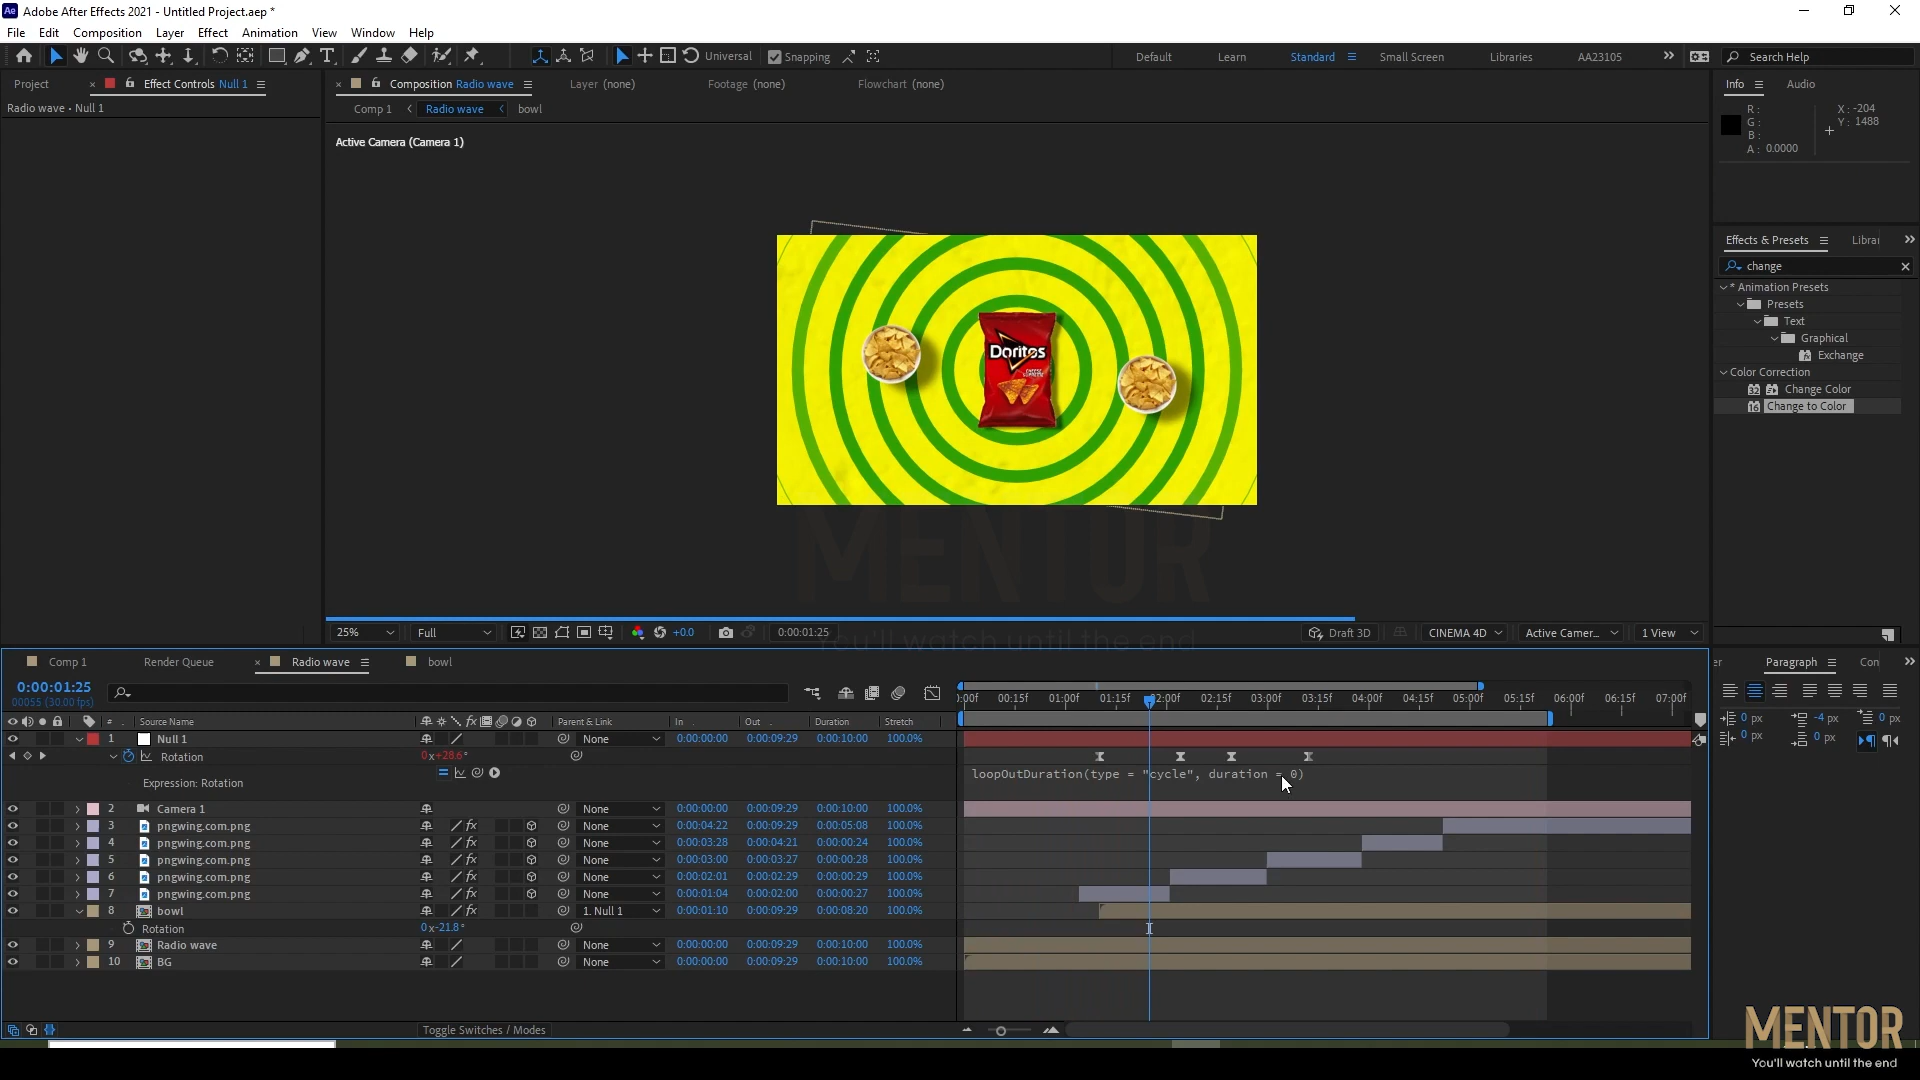 Adobe After Effects 2021 - Untitled Project.aep *
File Edit Composition Layer Effect Animation View Window Help
Universal Snapping Default Learn Standard Small Screen Libraries AA23105 Search Help
Project Effect Controls Null 1
Radio wave • Null 1
Composition Radio wave Layer (none) Footage (none) Flowchart (none)
Comp 1 Radio wave bowl
Active Camera (Camera 1)
Doritos
MENTOR
You'll watch until the end
25% Full +0.0 0:00:01:25 Draft 3D CINEMA 4D Active Camer... 1 View
Info Audio
R :
G :
B :
A : 0.0000
X : -204
Y : 1488
Effects & Presets Librai
change
* Animation Presets
Presets
Text
Graphical
Exchange
Color Correction
Change Color
Change to Color
er Paragraph Con
0 px -4 px 0 px
0 px 0 px
Comp 1 Render Queue Radio wave bowl
0:00:01:25
00055 (30.00 fps)
:00f 00:15f 01:00f 01:15f 02:00f 02:15f 03:00f 03:15f 04:00f 04:15f 05:00f 05:15f 06:00f 06:15f 07:00f
# Source Name Parent & Link In Out Duration Stretch
1 Null 1 None 0:00:00:00 0:00:09:29 0:00:10:00 100.0%
Rotation 0x+28.6°
Expression: Rotation
loopOutDuration(type = "cycle", duration = 0)
2 Camera 1 None 0:00:00:00 0:00:09:29 0:00:10:00 100.0%
3 pngwing.com.png None 0:00:04:22 0:00:09:29 0:00:05:08 100.0%
4 pngwing.com.png None 0:00:03:28 0:00:04:21 0:00:00:24 100.0%
5 pngwing.com.png None 0:00:03:00 0:00:03:27 0:00:00:28 100.0%
6 pngwing.com.png None 0:00:02:01 0:00:02:29 0:00:00:29 100.0%
7 pngwing.com.png None 0:00:01:04 0:00:02:00 0:00:00:27 100.0%
8 bowl 1. Null 1 0:00:01:10 0:00:09:29 0:00:08:20 100.0%
Rotation 0x-21.8°
9 Radio wave None 0:00:00:00 0:00:09:29 0:00:10:00 100.0%
10 BG None 0:00:00:00 0:00:09:29 0:00:10:00 100.0%
Toggle Switches / Modes
MENTOR
You'll watch until the end